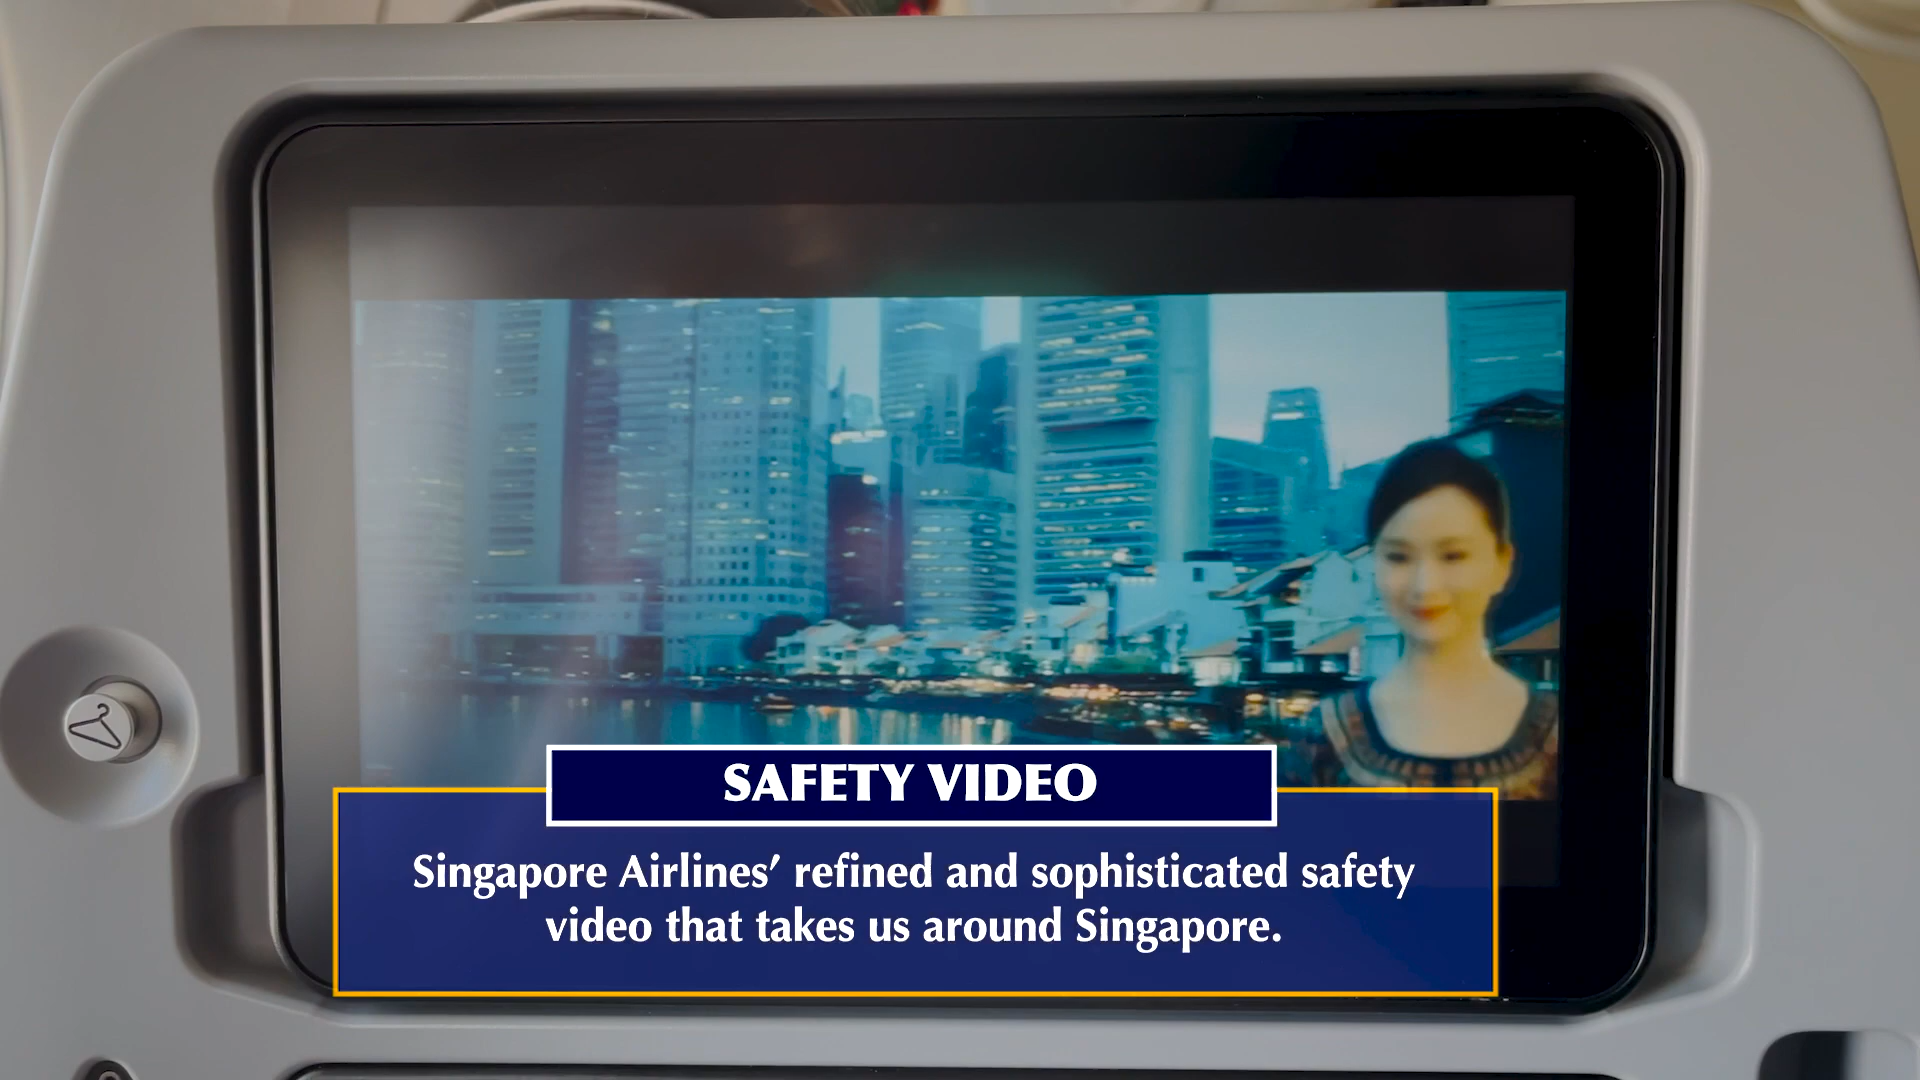 SAFETY VIDEO
Singapore Airlines’ refined and sophisticated safety
video that takes us around Singapore.